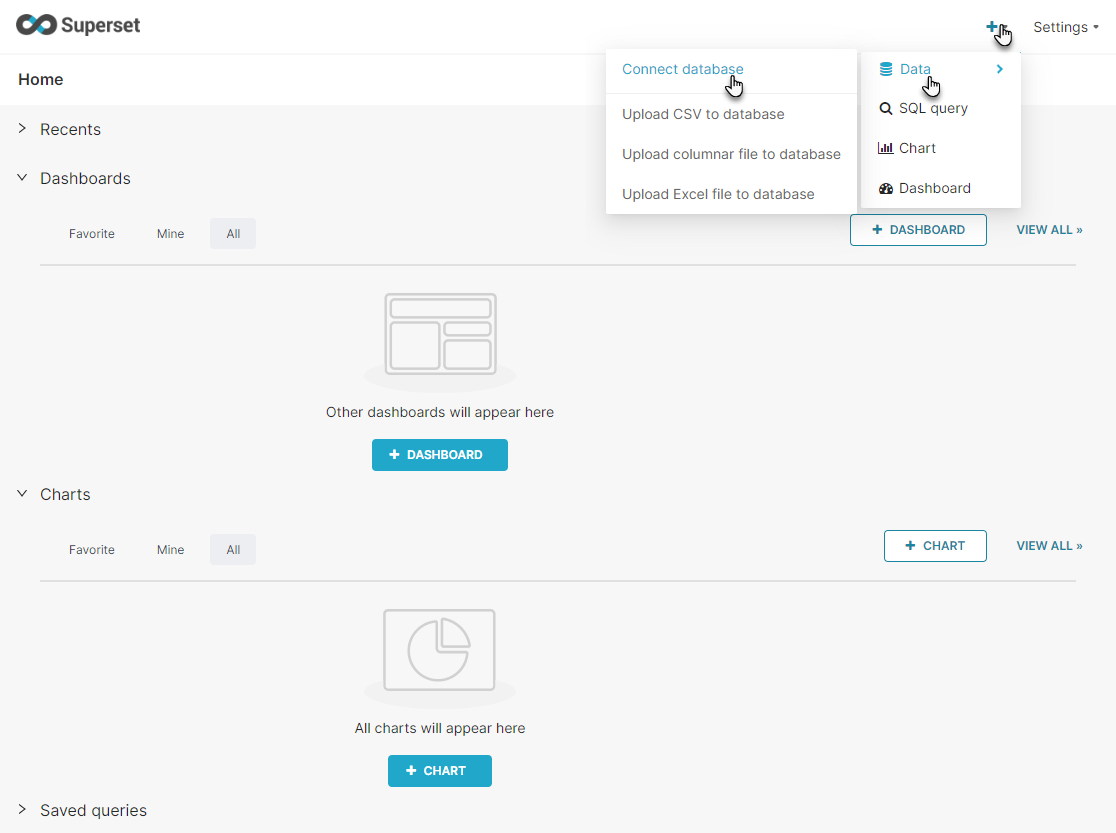 Superset
+ Settings
Home
Connect database
Upload CSV to database
Upload columnar file to database
Upload Excel file to database
Data
SQL query
Chart
Dashboard
Recents
Dashboards
Favorite Mine All
+ DASHBOARD VIEW ALL »
Other dashboards will appear here
+ DASHBOARD
Charts
Favorite Mine All
+ CHART VIEW ALL »
All charts will appear here
+ CHART
Saved queries